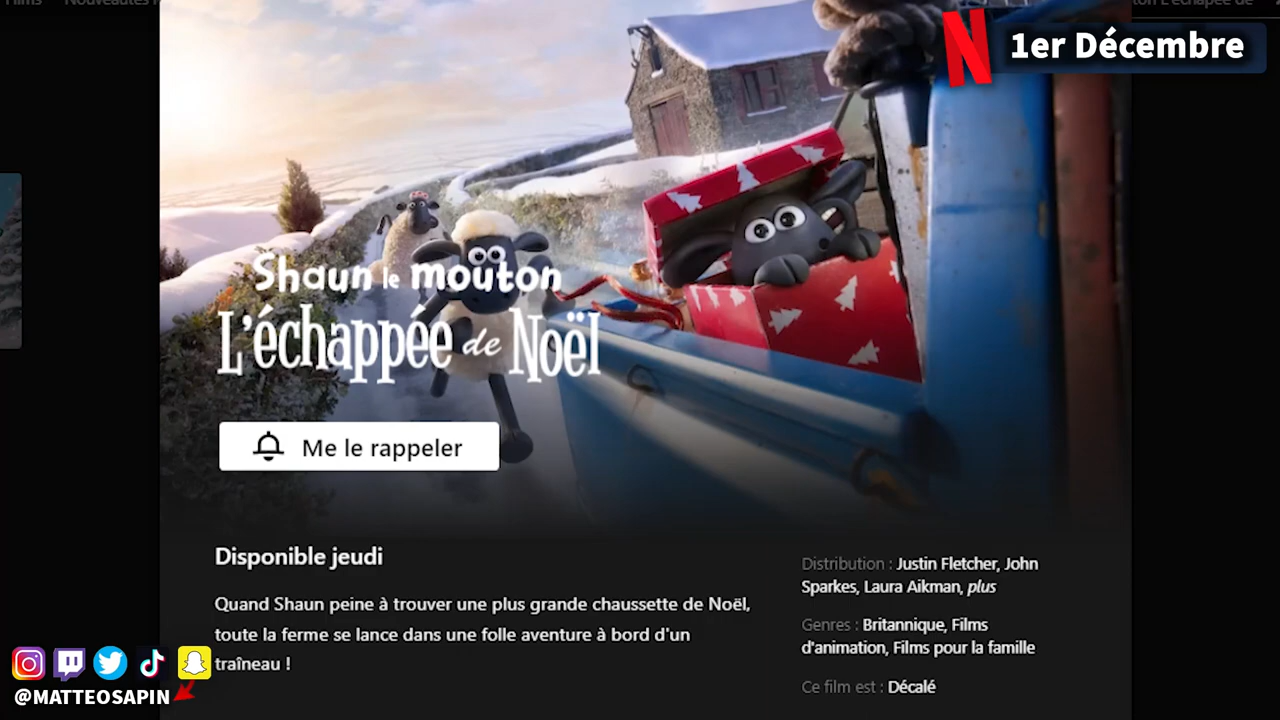 Films Nouveautés
1er Décembre
Shaun le mouton
L'échappée de Noël
Me le rappeler
Disponible jeudi
Quand Shaun peine à trouver une plus grande chaussette de Noël,
toute la ferme se lance dans une folle aventure à bord d'un
traîneau !
Distribution : Justin Fletcher, John
Sparkes, Laura Aikman, plus
Genres : Britannique, Films
d'animation, Films pour la famille
Ce film est : Décalé
@MATTEOSAPIN